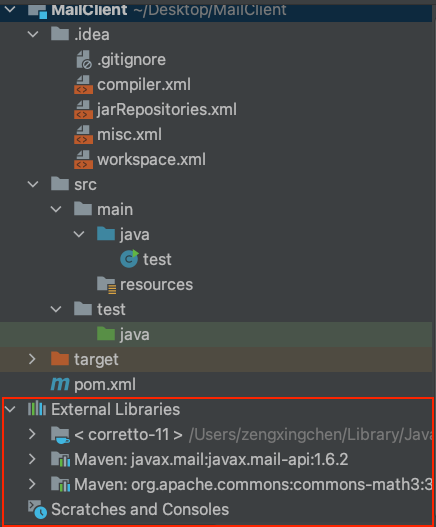 MailClient ~/Desktop/MailClient
.idea
.gitignore
compiler.xml
jarRepositories.xml
misc.xml
workspace.xml
src
main
java
test
resources
test
java
target
pom.xml
External Libraries
< corretto-11 > /Users/zengxingchen/Library/Java
Maven: javax.mail:javax.mail-api:1.6.2
Maven: org.apache.commons:commons-math3:3
Scratches and Consoles